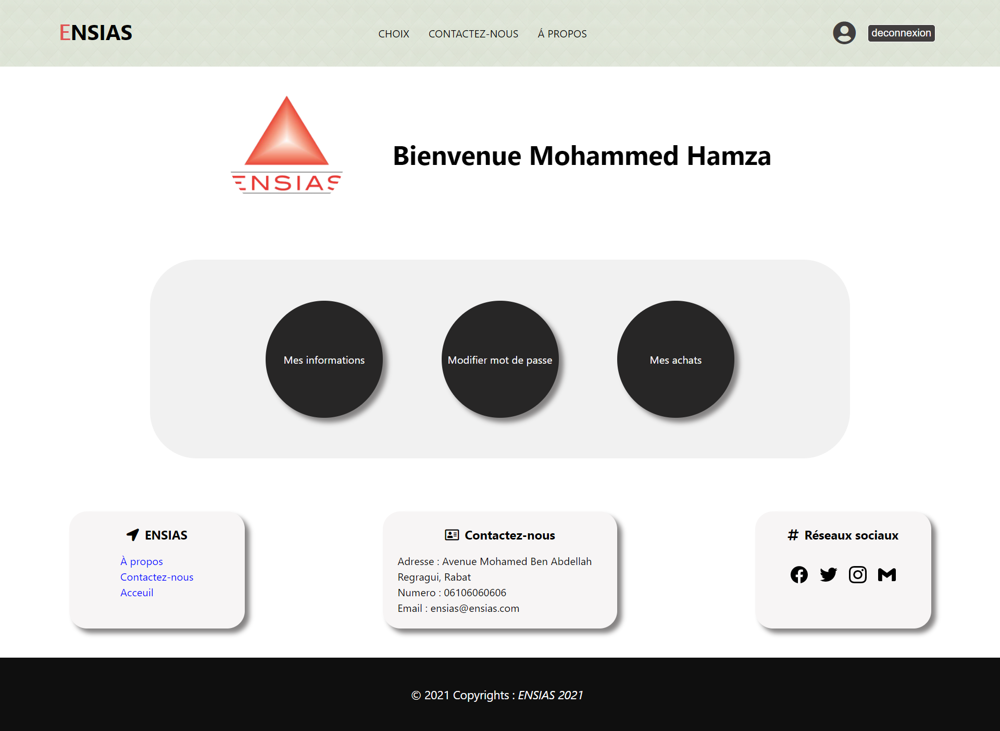 ENSIAS
CHOIX
CONTACTEZ-NOUS
Á PROPOS
deconnexion
ENSIAS
Bienvenue Mohammed Hamza
Mes informations
Modifier mot de passe
Mes achats
ENSIAS
À propos
Contactez-nous
Acceuil
Contactez-nous
Adresse : Avenue Mohamed Ben Abdellah
Regragui, Rabat
Numero : 06106060606
Email : ensias@ensias.com
# Réseaux sociaux
© 2021 Copyrights : ENSIAS 2021